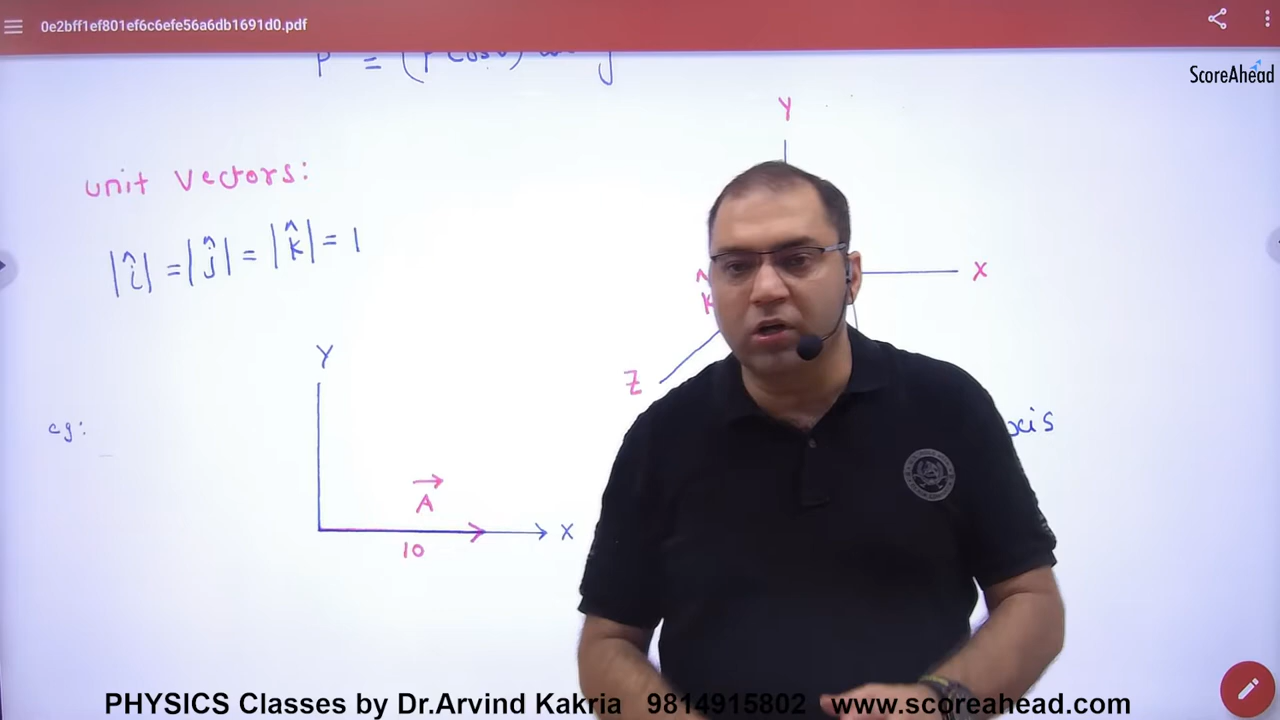 0e2bff1ef801ef6c6efe56a6db1691d0.pdf
ScoreAhead
Y
unit vectors:
|î| = |ĵ| = |k̂| = 1
X
k̂
Z
Y
eg:
A⃗
X
10
PHYSICS Classes by Dr.Arvind Kakria 9814915802 www.scoreahead.com